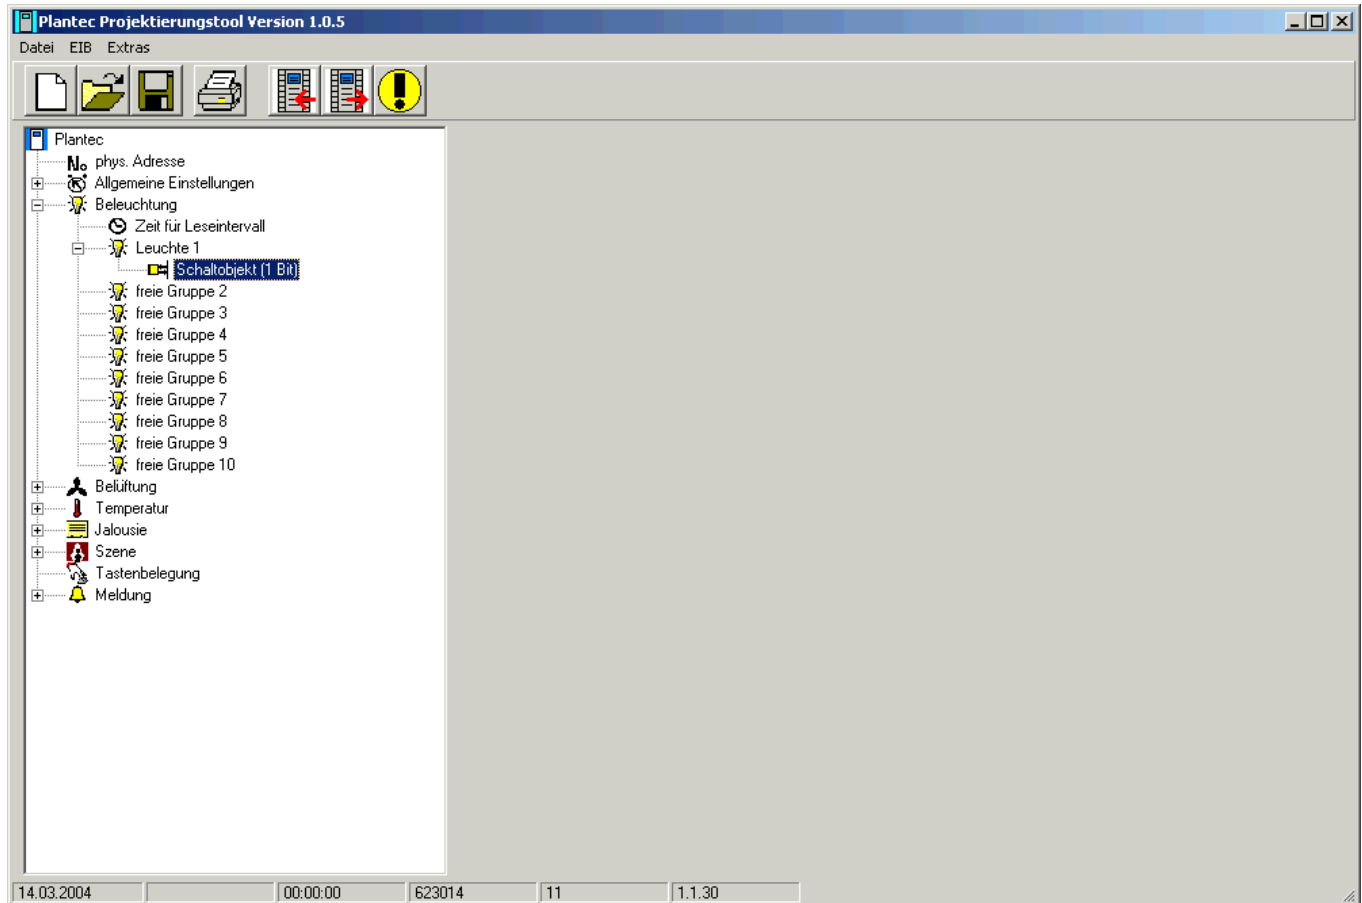 Plantec Projektierungstool Version 1.0.5
Datei EIB Extras
Plantec
No phys. Adresse
Allgemeine Einstellungen
Beleuchtung
Zeit für Leseintervall
Leuchte 1
Schaltobjekt (1 Bit)
freie Gruppe 2
freie Gruppe 3
freie Gruppe 4
freie Gruppe 5
freie Gruppe 6
freie Gruppe 7
freie Gruppe 8
freie Gruppe 9
freie Gruppe 10
Belüftung
Temperatur
Jalousie
Szene
Tastenbelegung
Meldung
14.03.2004 00:00:00 623014 11 1.1.30